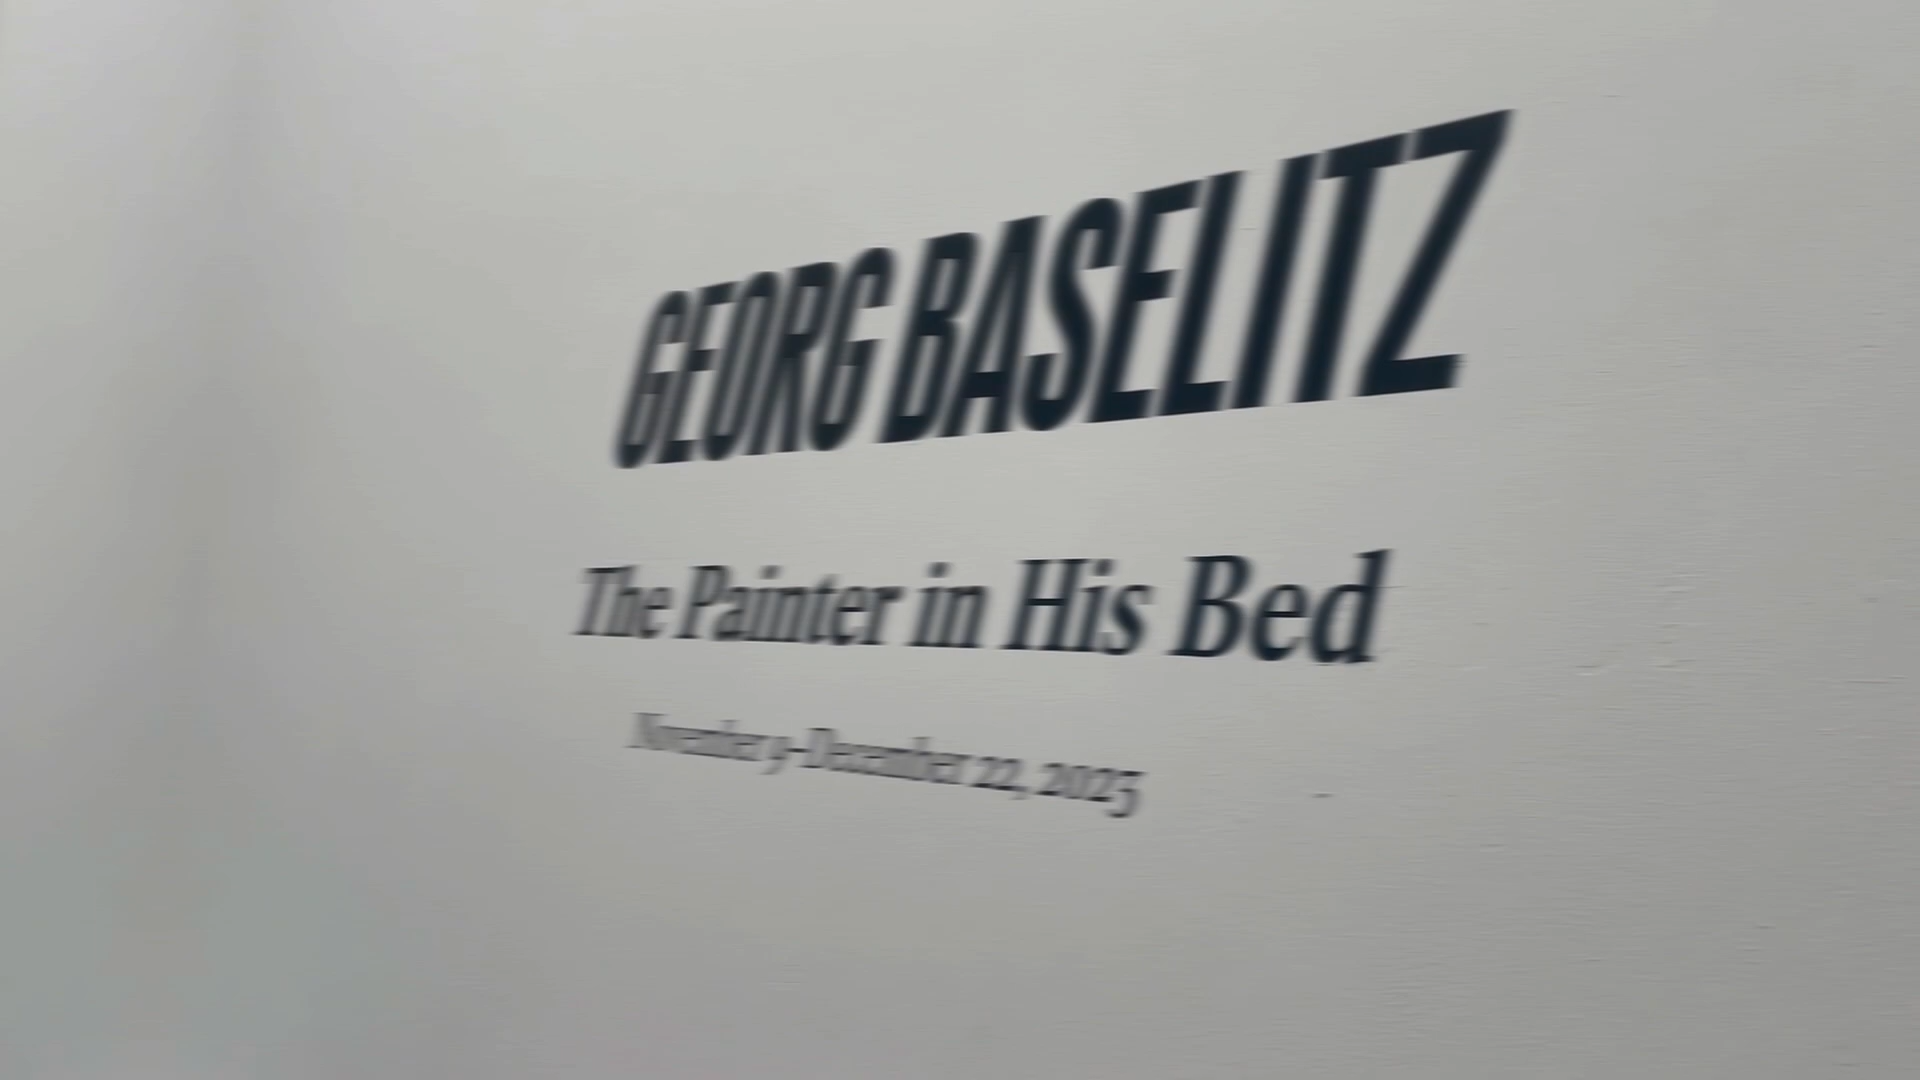 GEORG BASELITZ
The Painter in His Bed
November 9–December 22, 2025